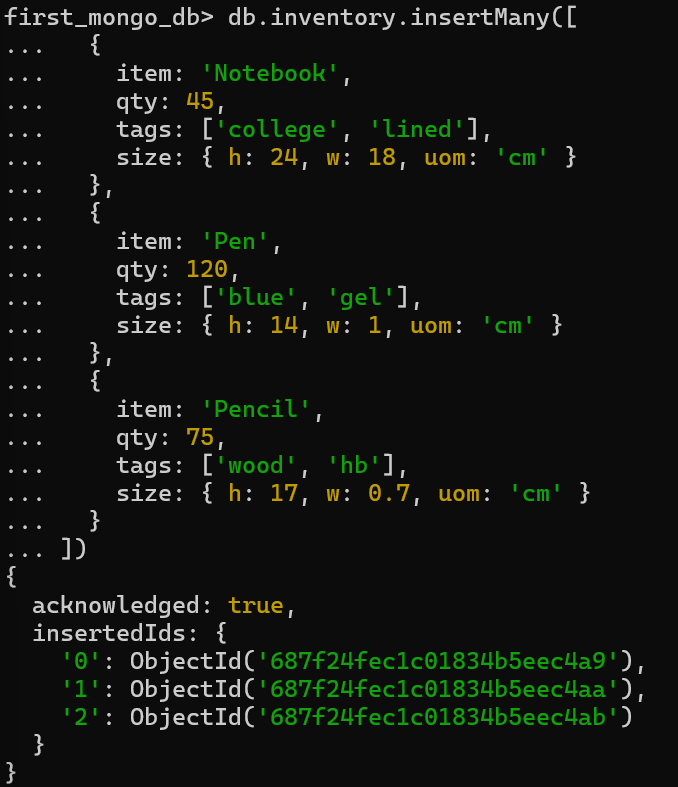 first_mongo_db> db.inventory.insertMany([
...   {
...     item: 'Notebook',
...     qty: 45,
...     tags: ['college', 'lined'],
...     size: { h: 24, w: 18, uom: 'cm' }
...   },
...   {
...     item: 'Pen',
...     qty: 120,
...     tags: ['blue', 'gel'],
...     size: { h: 14, w: 1, uom: 'cm' }
...   },
...   {
...     item: 'Pencil',
...     qty: 75,
...     tags: ['wood', 'hb'],
...     size: { h: 17, w: 0.7, uom: 'cm' }
...   }
... ])
{
  acknowledged: true,
  insertedIds: {
    '0': ObjectId('687f24fec1c01834b5eec4a9'),
    '1': ObjectId('687f24fec1c01834b5eec4aa'),
    '2': ObjectId('687f24fec1c01834b5eec4ab')
  }
}